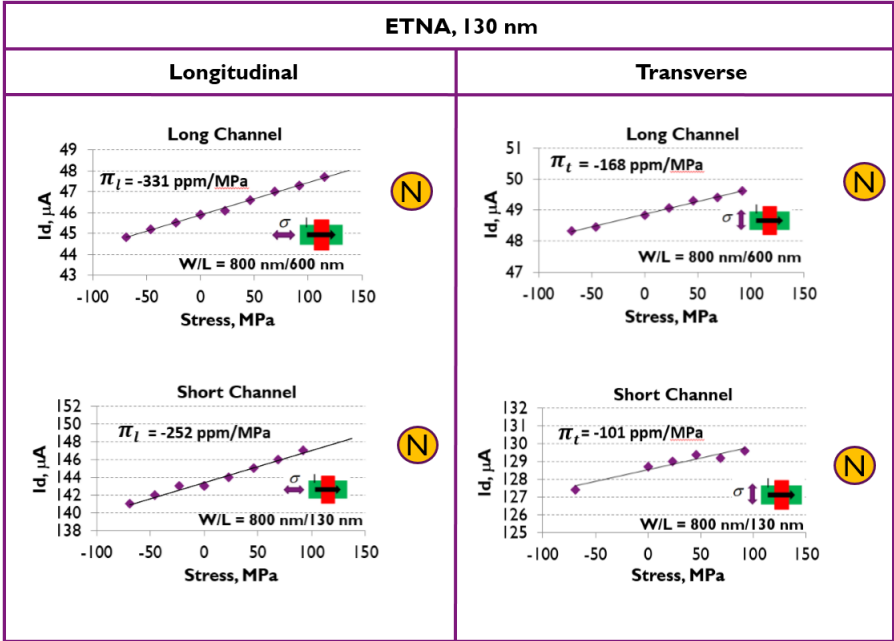 ETNA, 130 nm
Longitudinal
Transverse
Long Channel
49
48
47
46
45
44
43
Id, µA
π_l = -331 ppm/MPa
σ
W/L = 800 nm/600 nm
-100 -50 0 50 100 150
Stress, MPa
N
Long Channel
51
50
49
48
47
Id, µA
π_t = -168 ppm/MPa
σ
W/L = 800 nm/600 nm
-100 -50 0 50 100 150
Stress, MPa
N
Short Channel
152
150
148
146
144
142
140
138
Id, µA
π_l = -252 ppm/MPa
σ
W/L = 800 nm/130 nm
-100 -50 0 50 100 150
Stress, MPa
N
Short Channel
132
131
130
129
128
127
126
125
Id, µA
π_t = -101 ppm/MPa
σ
W/L = 800 nm/130 nm
-100 -50 0 50 100 150
Stress, MPa
N